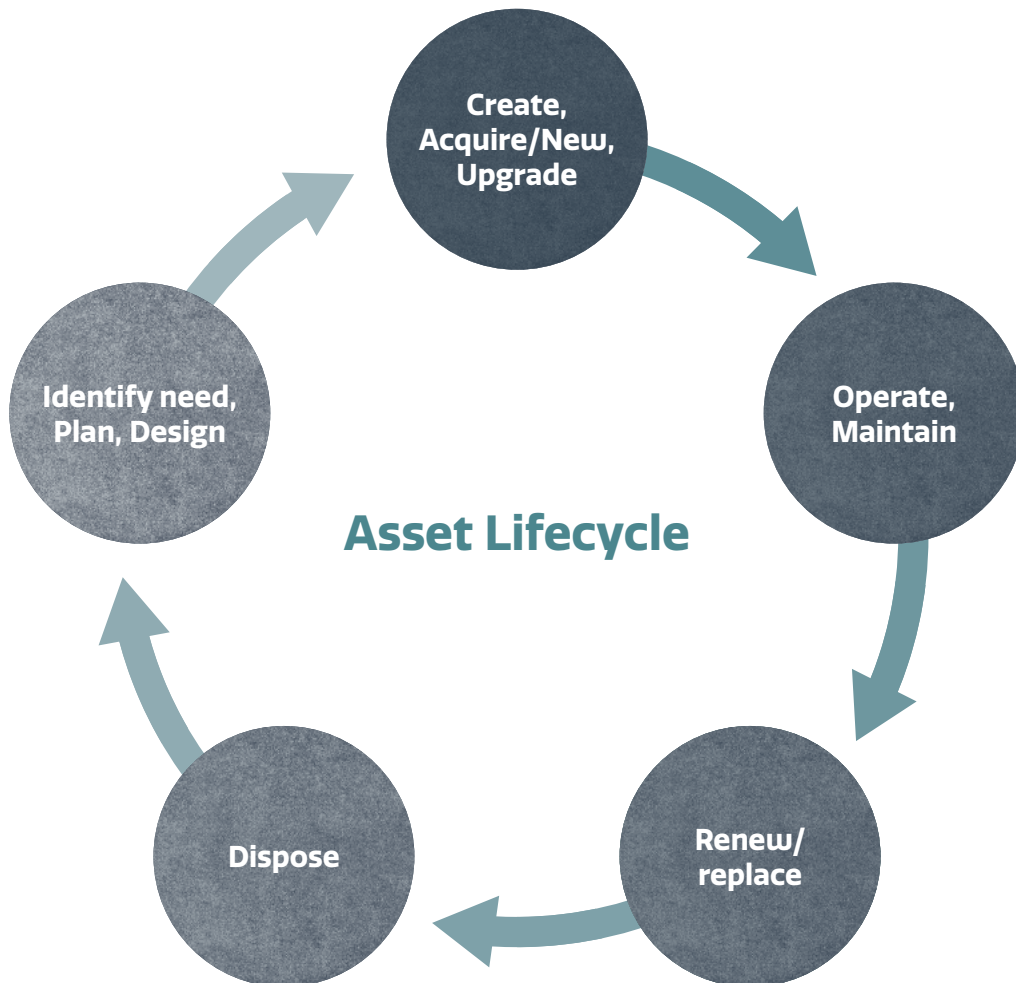 Create,
Acquire/New,
Upgrade
Identify need,
Plan, Design
Operate,
Maintain
Asset Lifecycle
Renew/
replace
Dispose